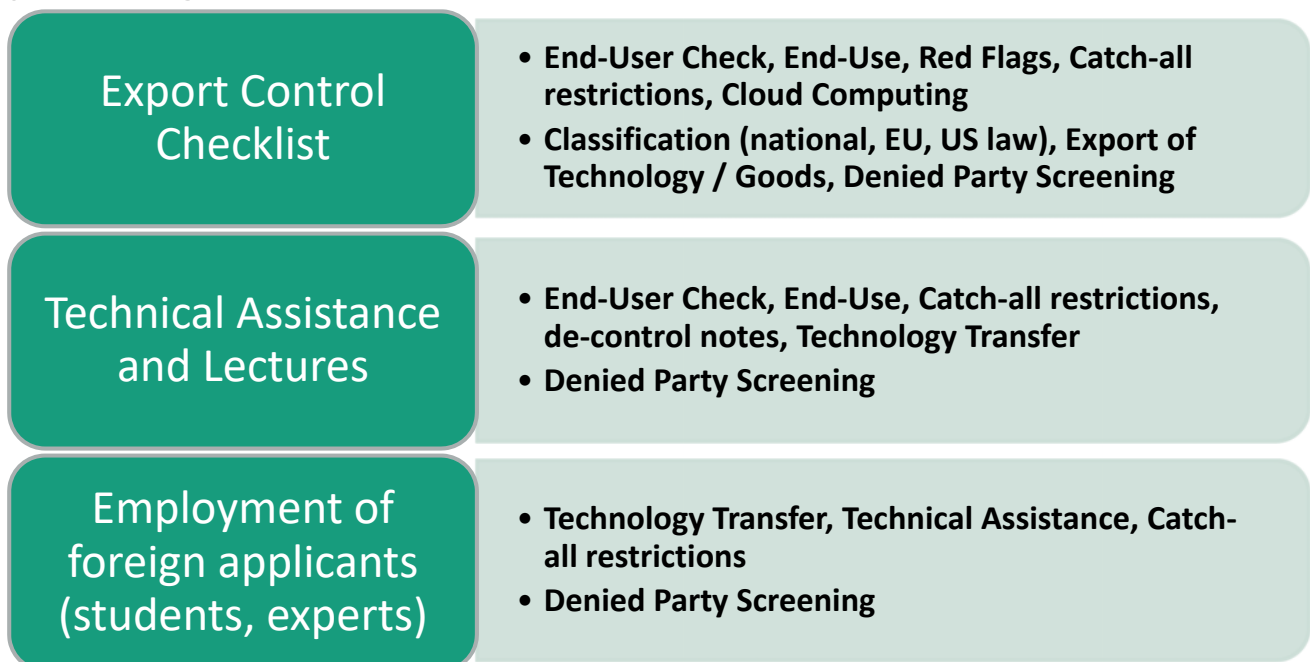 Export Control
Checklist
• End-User Check, End-Use, Red Flags, Catch-all
restrictions, Cloud Computing
• Classification (national, EU, US law), Export of
Technology / Goods, Denied Party Screening
Technical Assistance
and Lectures
• End-User Check, End-Use, Catch-all restrictions,
de-control notes, Technology Transfer
• Denied Party Screening
Employment of
foreign applicants
(students, experts)
• Technology Transfer, Technical Assistance, Catch-
all restrictions
• Denied Party Screening